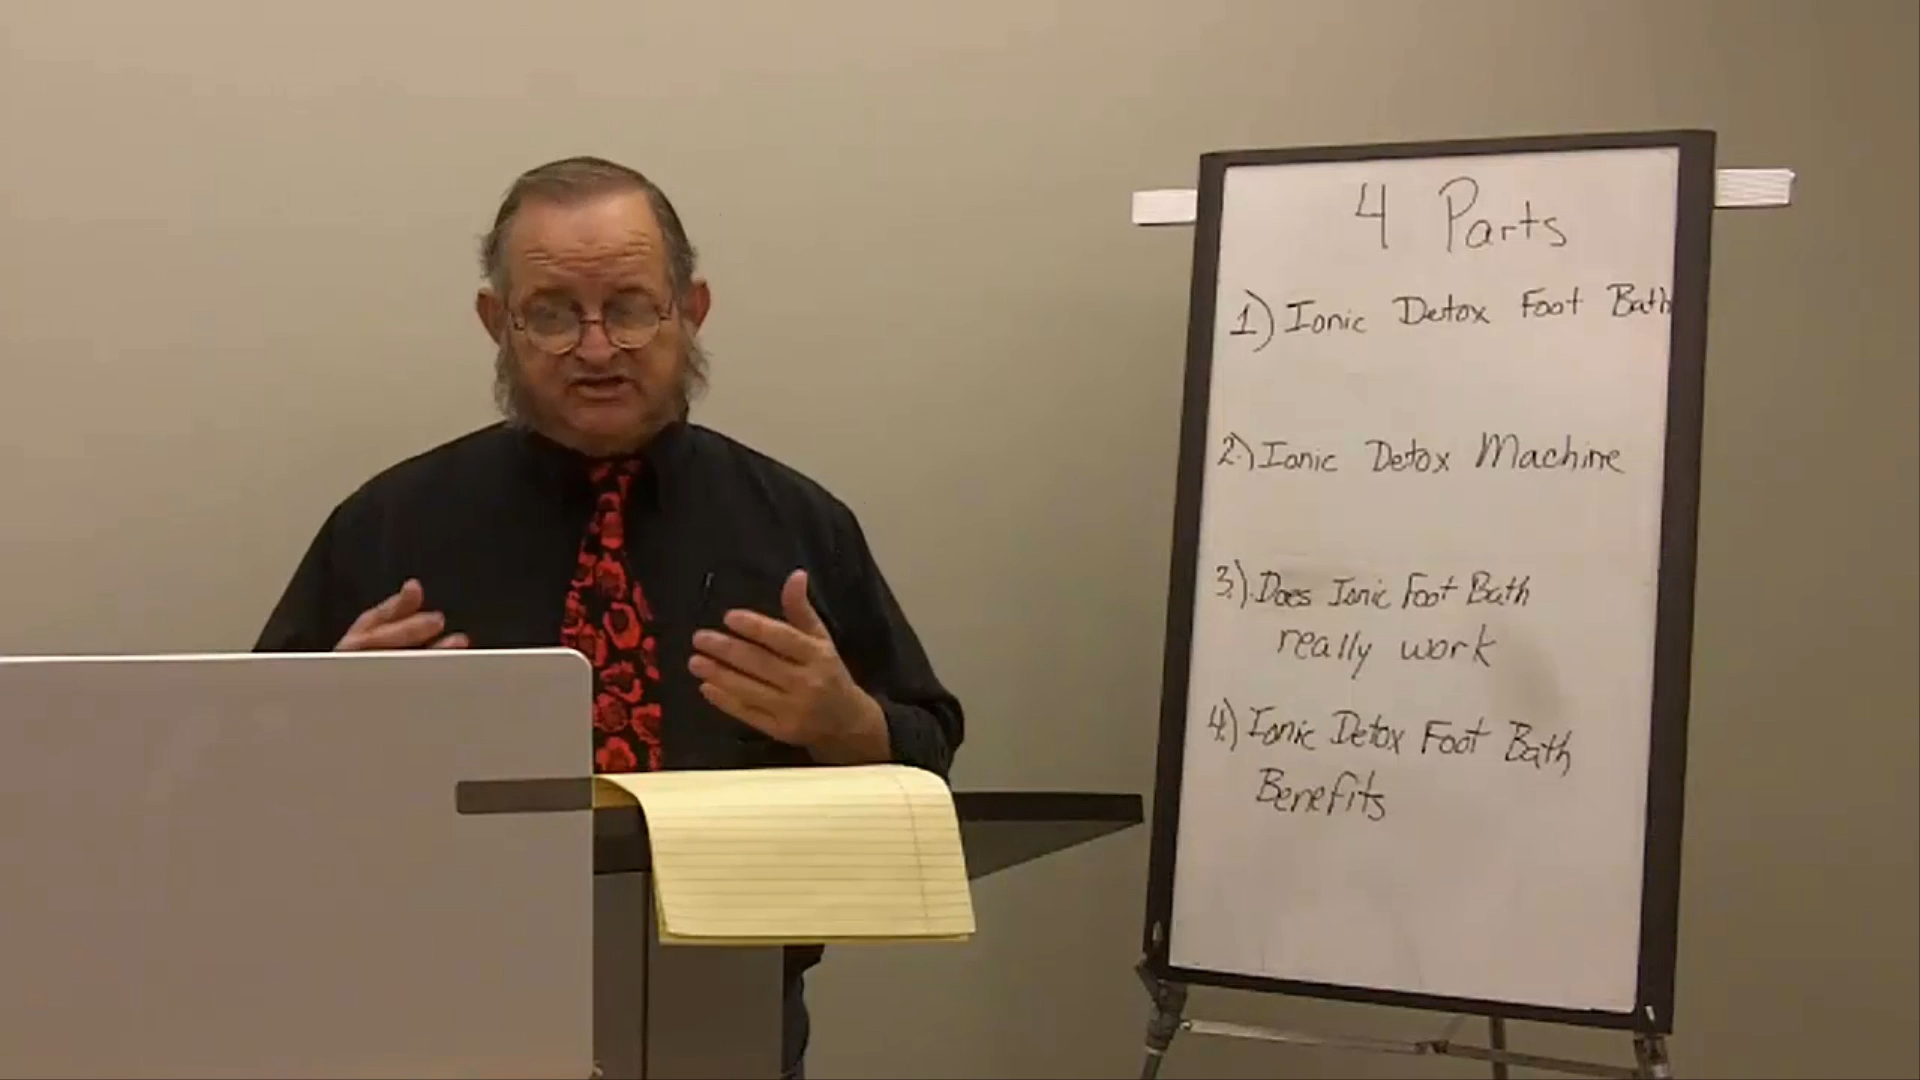 4 Parts
1.) Ionic Detox Foot Bath
2.) Ionic Detox Machine
3.) Does Ionic Foot Bath
really work
4.) Ionic Detox Foot Bath
Benefits